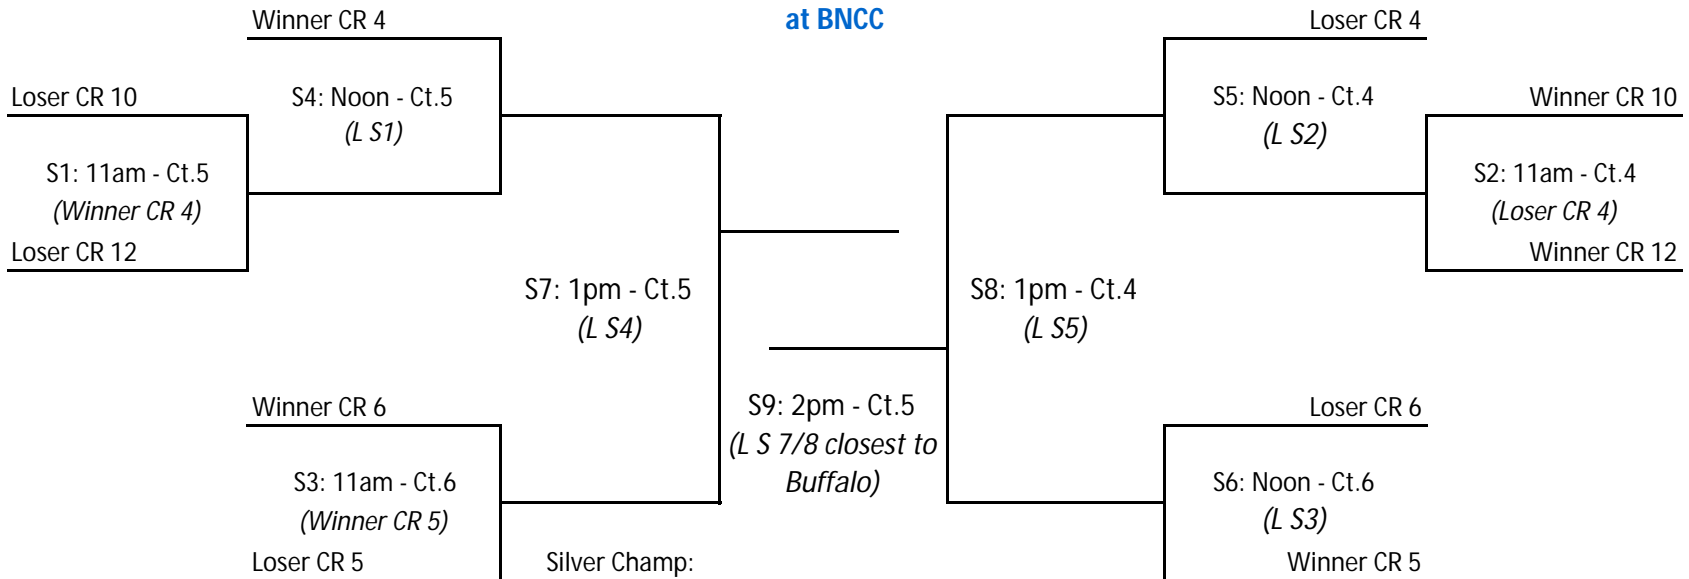 Winner CR 4
at BNCC
Loser CR 4
Loser CR 10
S4: Noon - Ct.5
(L S1)
S5: Noon - Ct.4
(L S2)
Winner CR 10
S1: 11am - Ct.5
(Winner CR 4)
S2: 11am - Ct.4
(Loser CR 4)
Loser CR 12
Winner CR 12
S7: 1pm - Ct.5
(L S4)
S8: 1pm - Ct.4
(L S5)
Winner CR 6
S9: 2pm - Ct.5
(L S 7/8 closest to
Buffalo)
Loser CR 6
S3: 11am - Ct.6
(Winner CR 5)
S6: Noon - Ct.6
(L S3)
Loser CR 5
Silver Champ:
Winner CR 5